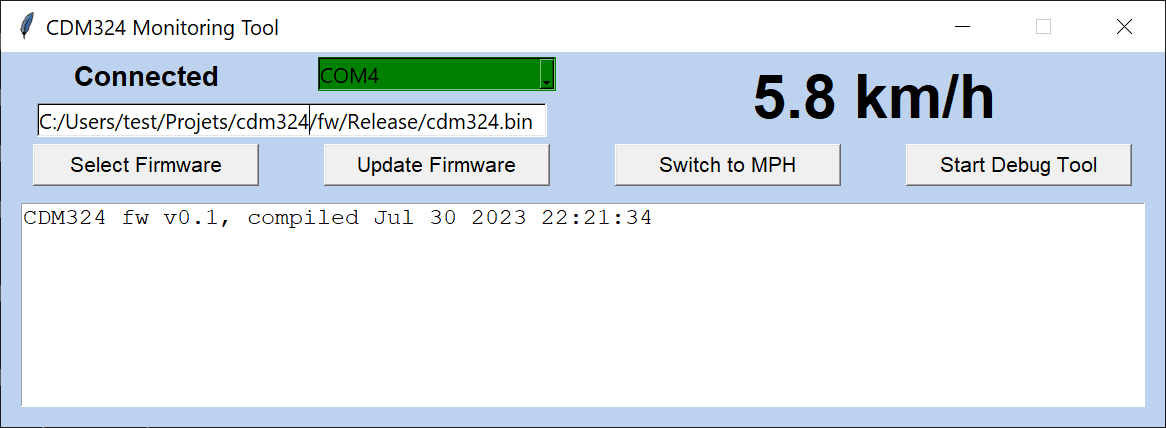 CDM324 Monitoring Tool
Connected
COM4
5.8 km/h
C:/Users/test/Projets/cdm324/fw/Release/cdm324.bin
Select Firmware
Update Firmware
Switch to MPH
Start Debug Tool
CDM324 fw v0.1, compiled Jul 30 2023 22:21:34